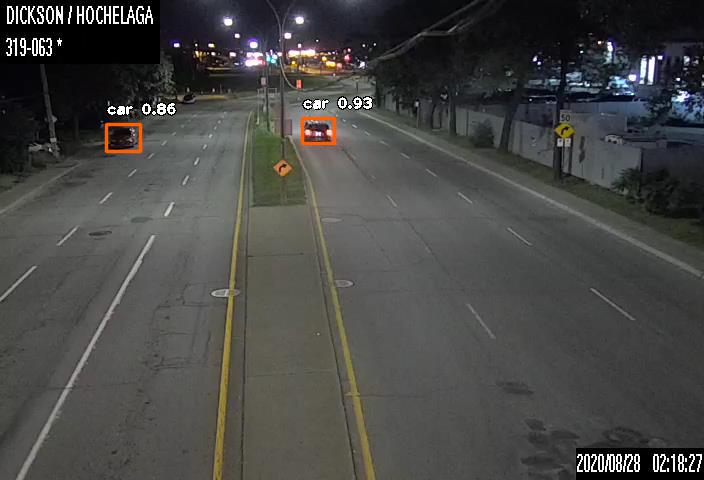 DICKSON / HOCHELAGA
319-063 *
car 0.86
car 0.93
50
2020/08/28 02:18:27